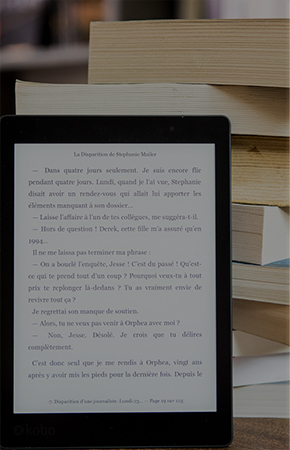 La Disparition de Stephanie Mailer
— Dans quatre jours seulement. Je suis encore flic
pendant quatre jours. Lundi, quand je l'ai vue, Stephanie
disait avoir un rendez-vous qui allait lui apporter les
éléments manquant à son dossier...
— Laisse l'affaire à l'un de tes collègues, me suggéra-t-il.
— Hors de question ! Derek, cette fille m'a assuré qu'en
1994...
Il ne me laissa pas terminer ma phrase :
— On a bouclé l'enquête, Jesse ! C'est du passé ! Qu'est-
ce qui te prend tout d'un coup ? Pourquoi veux-tu à tout
prix te replonger là-dedans ? Tu as vraiment envie de
revivre tout ça ?
Je regrettai son manque de soutien.
— Alors, tu ne veux pas venir à Orphea avec moi ?
— Non, Jesse. Désolé. Je crois que tu délires
complètement.
C'est donc seul que je me rendis à Orphea, vingt ans
après y avoir mis les pieds pour la dernière fois. Depuis le
Disparition d'une journaliste. Lundi 23... — Page 19 sur 125
kobo